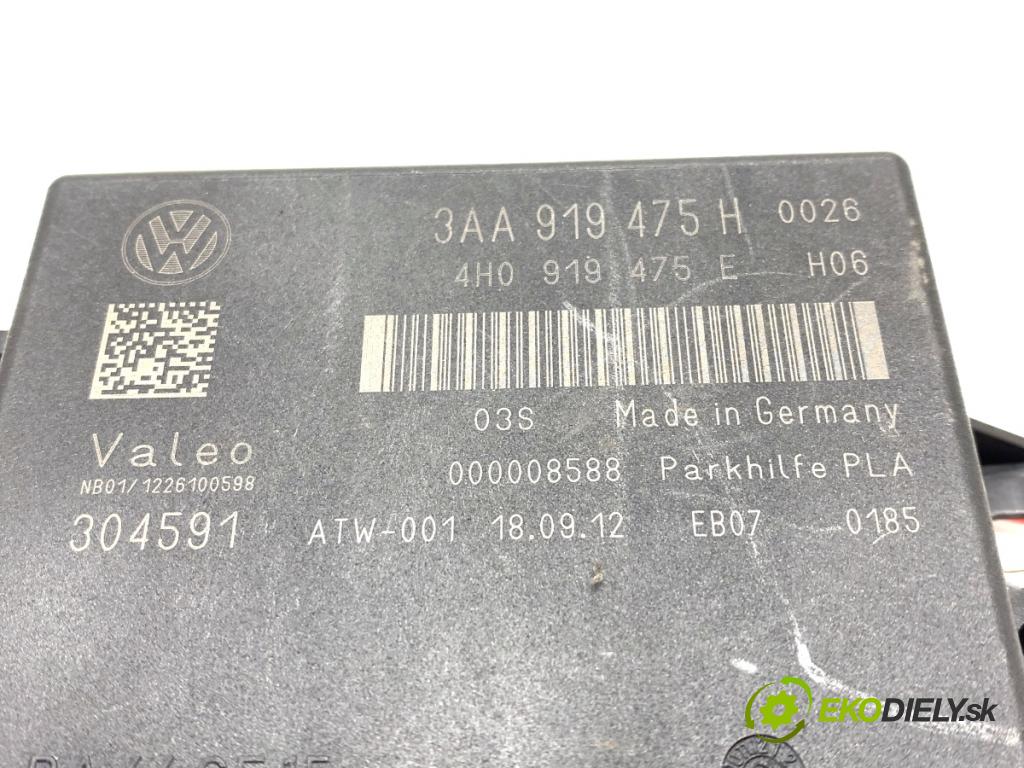 3AA 919 475 H 0026
4H0 919 475 E H06
03S Made in Germany
Valeo
000008588 Parkhilfe PLA
NB01/1226100598
304591 ATW-001 18.09.12 EB07 0185
EKODIELY.sk